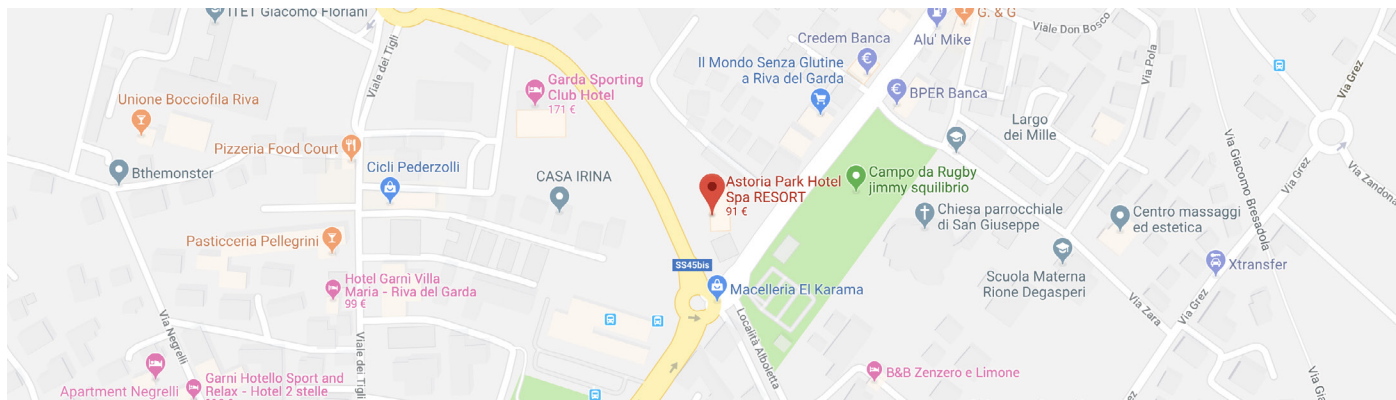 ITET Giacomo Floriani
G. & G
Viale Don Bosco
Alu' Mike
Credem Banca
Il Mondo Senza Glutine
a Riva del Garda
BPER Banca
Via Pola
Via Grez
Viale dei Tigli
Garda Sporting
Club Hotel
171 €
Unione Bocciofila Riva
Pizzeria Food Court
Largo
dei Mille
Bthemonster
Cicli Pederzolli
CASA IRINA
Astoria Park Hotel
Spa RESORT
91 €
Campo da Rugby
jimmy squilibrio
Via Giacomo Bresadola
Via Grez
Via Zandona
Chiesa parrocchiale
di San Giuseppe
Centro massaggi
ed estetica
Pasticceria Pellegrini
Scuola Materna
Rione Degasperi
Xtransfer
SS45bis
Hotel Garnì Villa
Maria - Riva del Garda
99 €
Macelleria El Karama
Via Negrelli
Viale dei Tigli
Località Alboletta
Via Zara
Via Grez
B&B Zenzero e Limone
Apartment Negrelli
Garni Hotello Sport and
Relax - Hotel 2 stelle
Via Gia